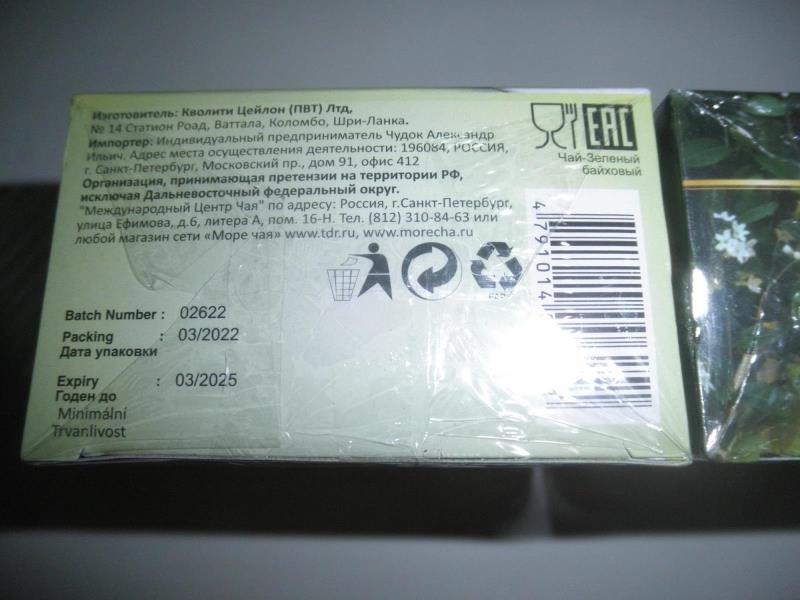 Изготовитель: Кволити Цейлон (ПВТ) Лтд,
№ 14 Статион Роад, Ваттала, Коломбо, Шри-Ланка.
Импортер: Индивидуальный предприниматель Чудок Александр
Ильич. Адрес места осуществления деятельности: 196084, РОССИЯ,
г. Санкт-Петербург, Московский пр., дом 91, офис 412
Организация, принимающая претензии на территории РФ,
исключая Дальневосточный федеральный округ.
"Международный Центр Чая" по адресу: Россия, г.Санкт-Петербург,
улица Ефимова, д.6, литера А, пом. 16-Н. Тел. (812) 310-84-63 или
любой магазин сети «Море чая» www.tdr.ru, www.morecha.ru
EAC
Чай-Зеленый
байховый
4 791014
Batch Number : 02622
Packing : 03/2022
Дата упаковки
Expiry : 03/2025
Годен до
Minimální
Trvanlivost